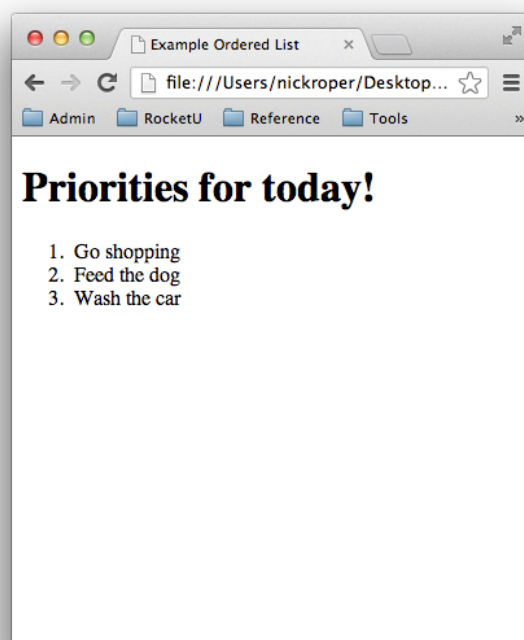 Example Ordered List
file:///Users/nickroper/Desktop...
Admin RocketU Reference Tools »
Priorities for today!
1. Go shopping
2. Feed the dog
3. Wash the car